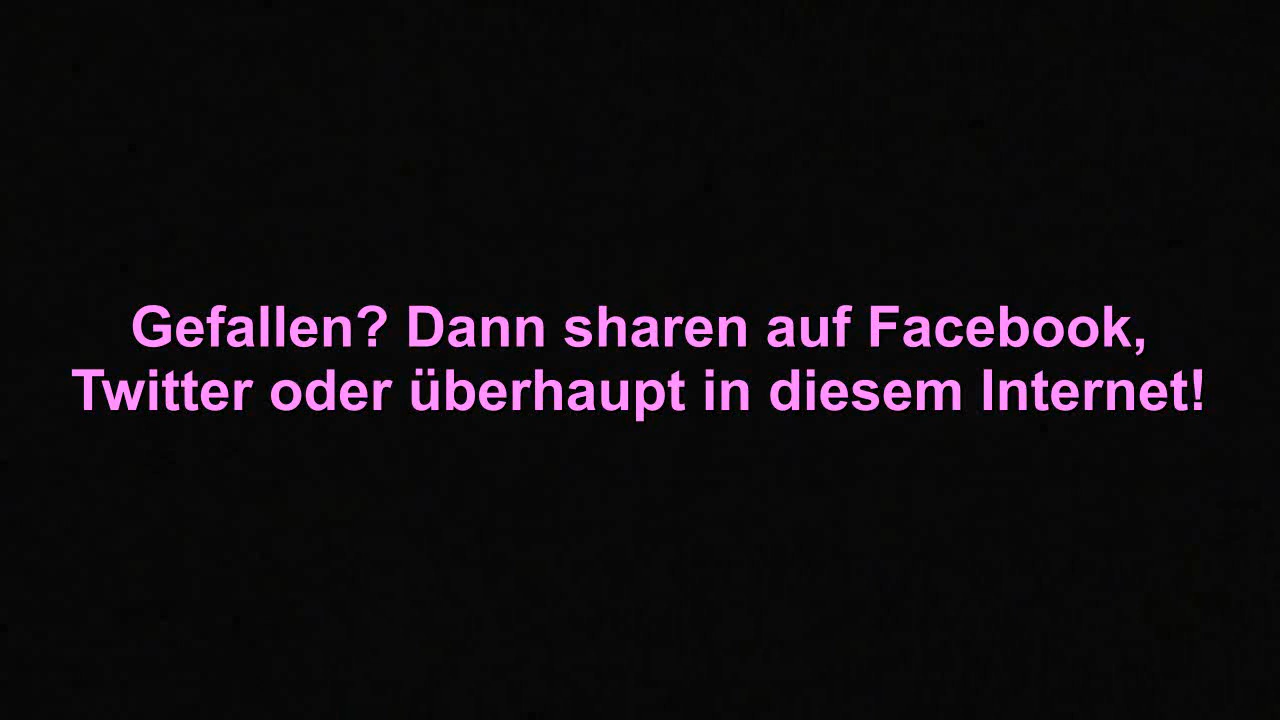 Gefallen? Dann sharen auf Facebook,
Twitter oder überhaupt in diesem Internet!